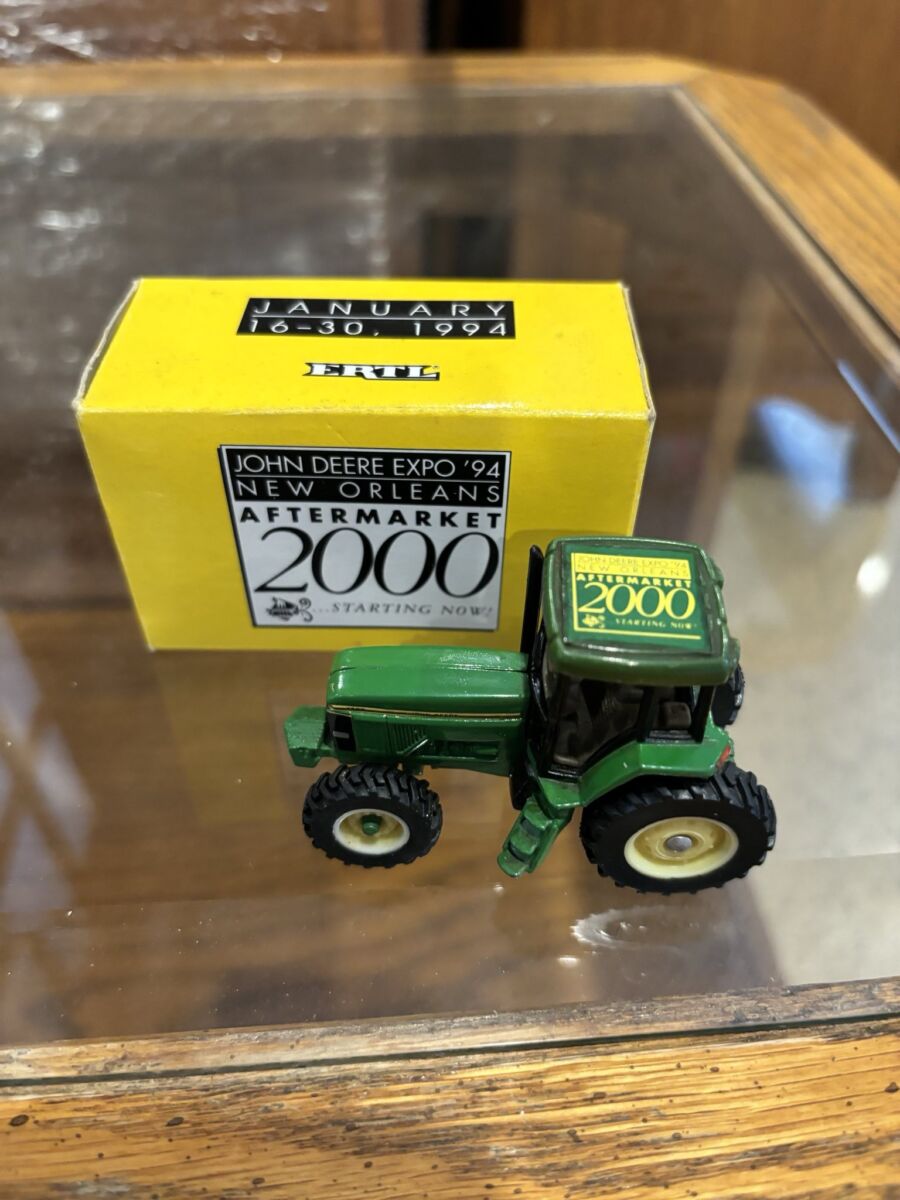 JANUARY
16-30, 1994
ERTL
JOHN DEERE EXPO '94
NEW ORLEANS
AFTERMARKET
2000
...STARTING NOW!
JOHN DEERE EXPO '94
NEW ORLEANS
AFTERMARKET
2000
STARTING NOW!